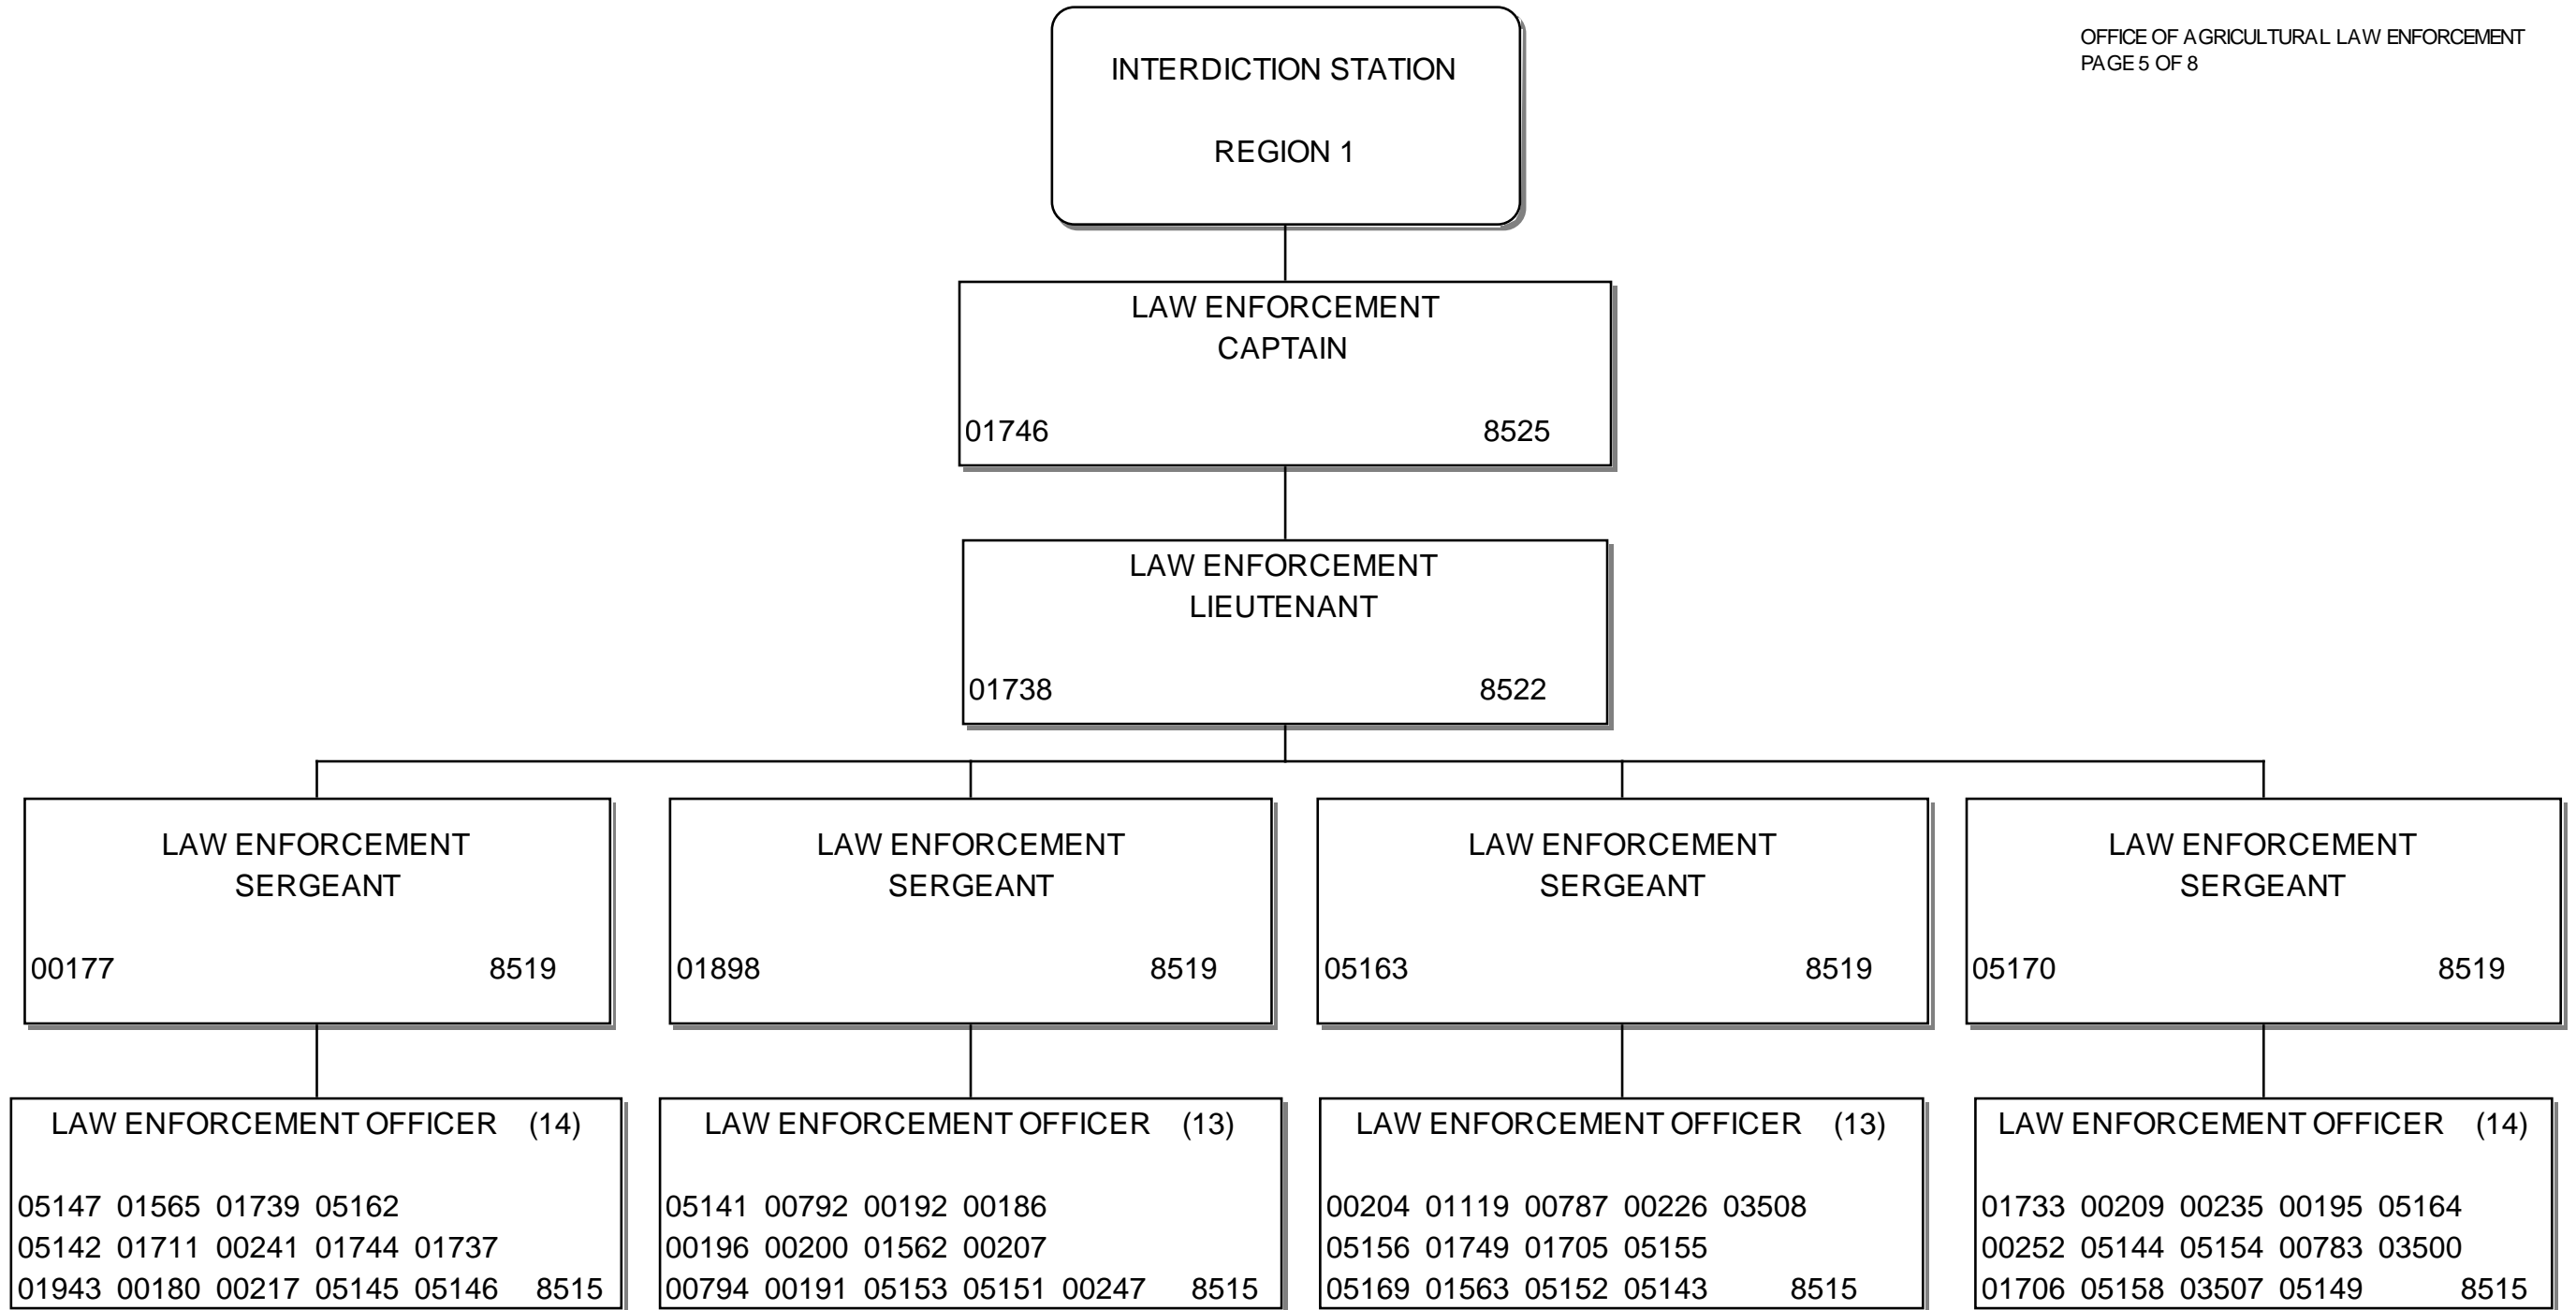 OFFICE OF AGRICULTURAL LAW ENFORCEMENT
PAGE 5 OF 8
INTERDICTION STATION
REGION 1
LAW ENFORCEMENT
CAPTAIN
01746 8525
LAW ENFORCEMENT
LIEUTENANT
01738 8522
LAW ENFORCEMENT
SERGEANT
00177 8519
LAW ENFORCEMENT
SERGEANT
01898 8519
LAW ENFORCEMENT
SERGEANT
05163 8519
LAW ENFORCEMENT
SERGEANT
05170 8519
LAW ENFORCEMENT OFFICER (14)
05147 01565 01739 05162
05142 01711 00241 01744 01737
01943 00180 00217 05145 05146 8515
LAW ENFORCEMENT OFFICER (13)
05141 00792 00192 00186
00196 00200 01562 00207
00794 00191 05153 05151 00247 8515
LAW ENFORCEMENT OFFICER (13)
00204 01119 00787 00226 03508
05156 01749 01705 05155
05169 01563 05152 05143 8515
LAW ENFORCEMENT OFFICER (14)
01733 00209 00235 00195 05164
00252 05144 05154 00783 03500
01706 05158 03507 05149 8515